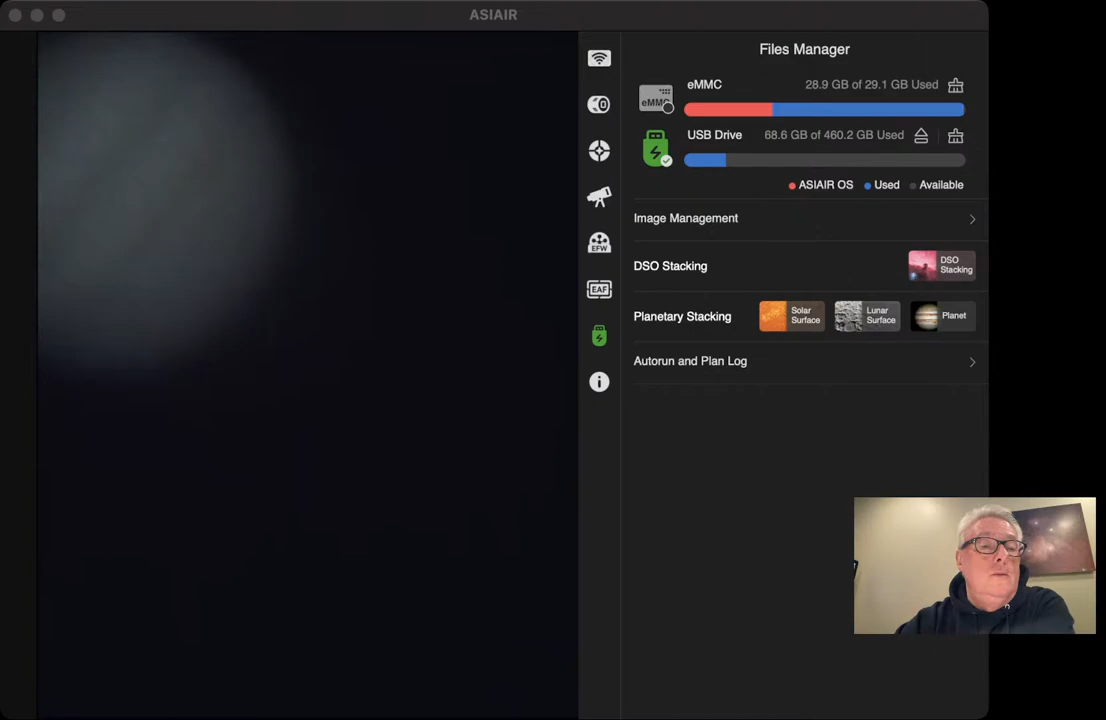 ASIAIR
Files Manager
eMMC 28.9 GB of 29.1 GB Used
eMMC
USB Drive 68.6 GB of 460.2 GB Used
ASIAIR OS Used Available
Image Management
DSO Stacking
DSO
Stacking
Planetary Stacking
Solar
Surface
Lunar
Surface
Planet
Autorun and Plan Log
EFW
EAF